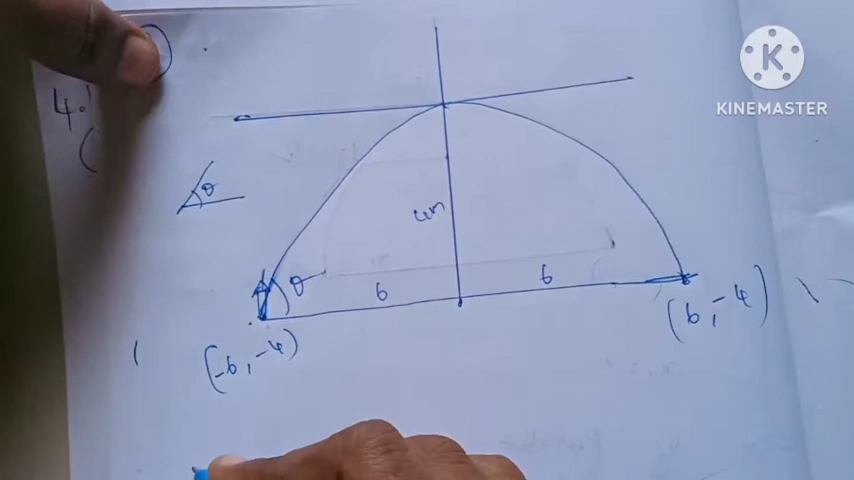 K
KINEMASTER
4.
θ
4m
θ
6
6
(-6, -4)
(6, -4)